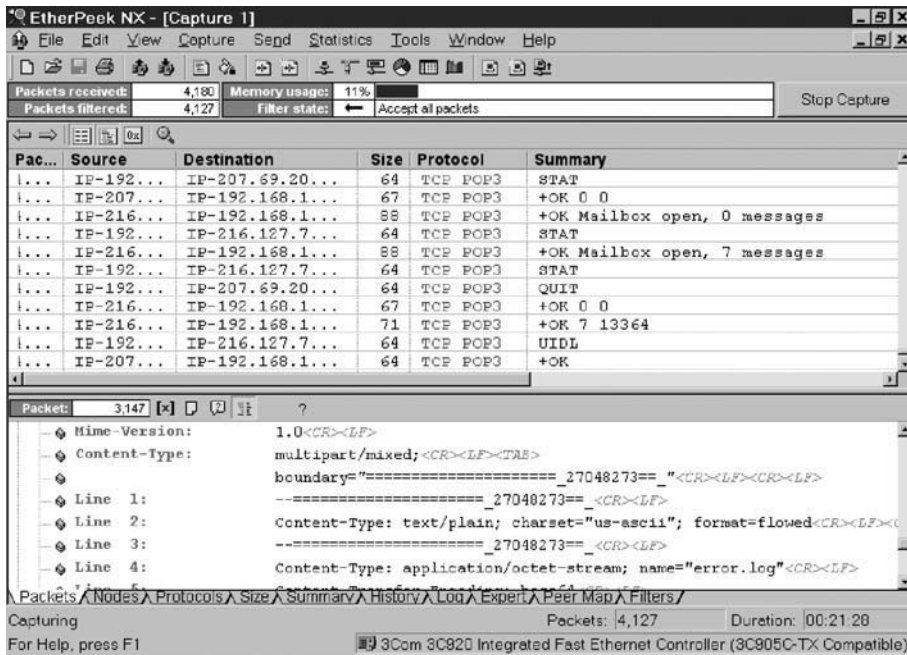 EtherPeek NX - [Capture 1]
File Edit View Capture Send Statistics Tools Window Help
Packets received: 4,180 Memory usage: 11%
Packets filtered: 4,127 Filter state: Accept all packets
Stop Capture
Pac... Source Destination Size Protocol Summary
IP-192... IP-207.69.20... 64 TCP POP3 STAT
IP-207... IP-192.168.1... 67 TCP POP3 +OK 0 0
IP-216... IP-192.168.1... 88 TCP POP3 +OK Mailbox open, 0 messages
IP-192... IP-216.127.7... 64 TCP POP3 STAT
IP-216... IP-192.168.1... 88 TCP POP3 +OK Mailbox open, 7 messages
IP-192... IP-216.127.7... 64 TCP POP3 STAT
IP-192... IP-207.69.20... 64 TCP POP3 QUIT
IP-216... IP-192.168.1... 67 TCP POP3 +OK 0 0
IP-216... IP-192.168.1... 71 TCP POP3 +OK 7 13364
IP-192... IP-216.127.7... 64 TCP POP3 UIDL
IP-207... IP-192.168.1... 64 TCP POP3 +OK
Packet: 3,147
Mime-Version: 1.0<CR><LF>
Content-Type: multipart/mixed;<CR><LF><TAB>
boundary="=====================_27048273==_"<CR><LF><CR><LF>
Line 1: --=====================_27048273==_<CR><LF>
Line 2: Content-Type: text/plain; charset="us-ascii"; format=flowed<CR><LF>
Line 3: --=====================_27048273==_<CR><LF>
Line 4: Content-Type: application/octet-stream; name="error.log"<CR><LF>
Packets Nodes Protocols Size Summary History Log Expert Peer Map Filters
Capturing Packets: 4,127 Duration: 00:21:28
For Help, press F1 3Com 3C920 Integrated Fast Ethernet Controller (3C905C-TX Compatible)